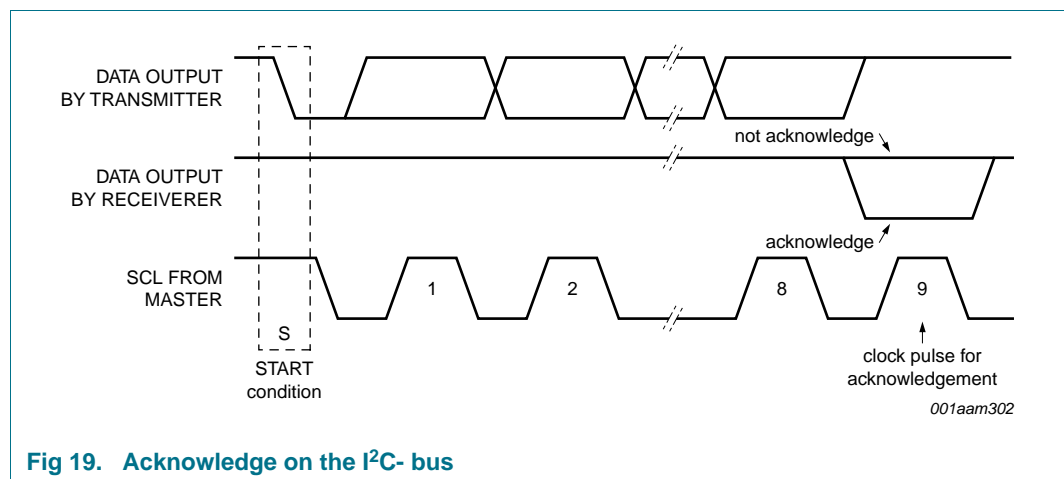 DATA OUTPUT
BY TRANSMITTER
not acknowledge
DATA OUTPUT
BY RECEIVERER
acknowledge
SCL FROM
MASTER
1
2
8
9
S
START
condition
clock pulse for
acknowledgement
001aam302
Fig 19. Acknowledge on the I²C- bus